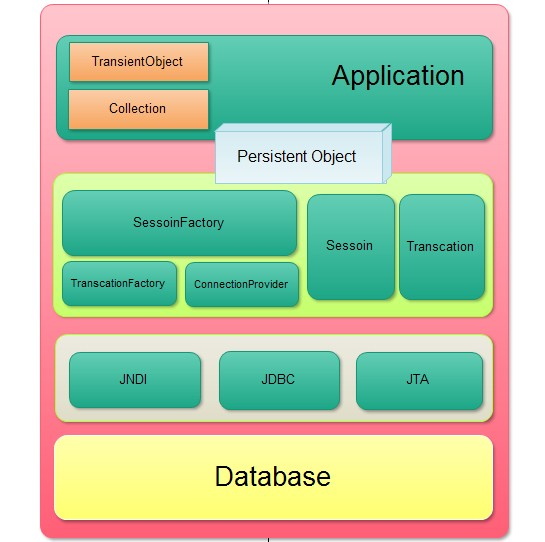 TransientObject
Application
Collection
Persistent Object
SessoinFactory
Sessoin
Transcation
TranscationFactory
ConnectionProvider
JNDI
JDBC
JTA
Database